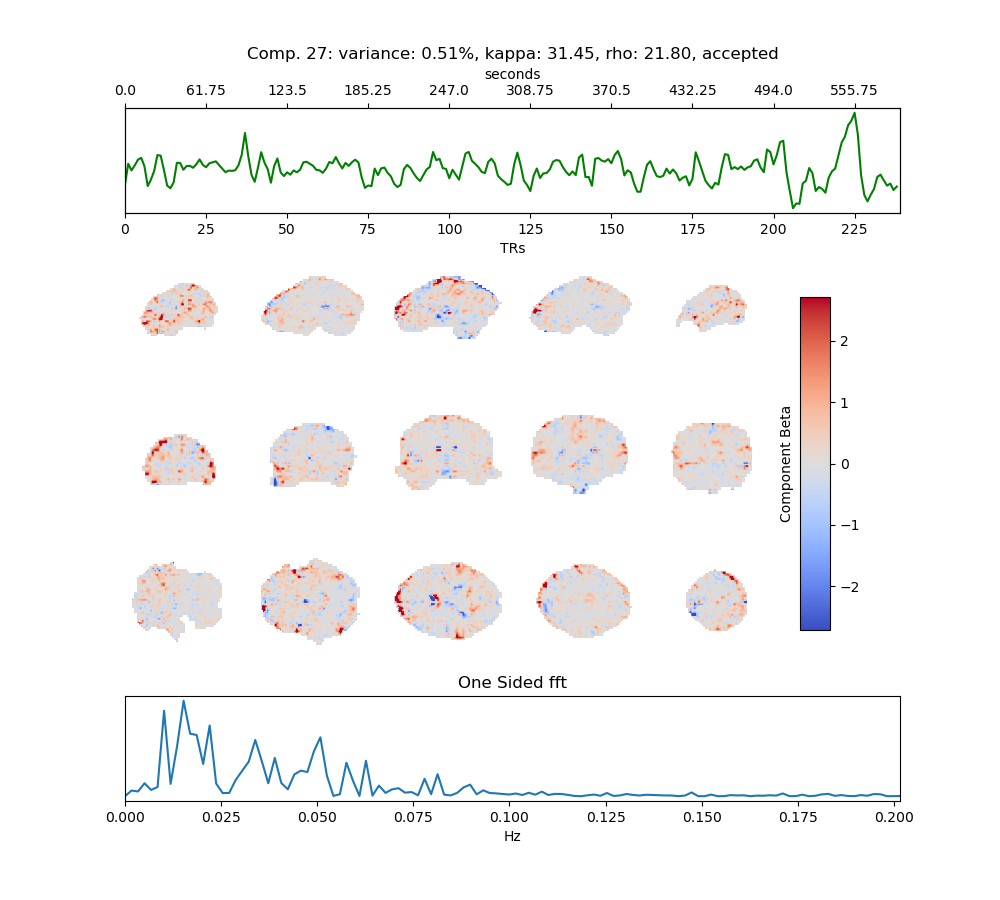 Comp. 27: variance: 0.51%, kappa: 31.45, rho: 21.80, accepted
seconds
0.0 61.75 123.5 185.25 247.0 308.75 370.5 432.25 494.0 555.75
0 25 50 75 100 125 150 175 200 225
TRs
2
1
0
−1
−2
Component Beta
One Sided fft
0.000 0.025 0.050 0.075 0.100 0.125 0.150 0.175 0.200
Hz